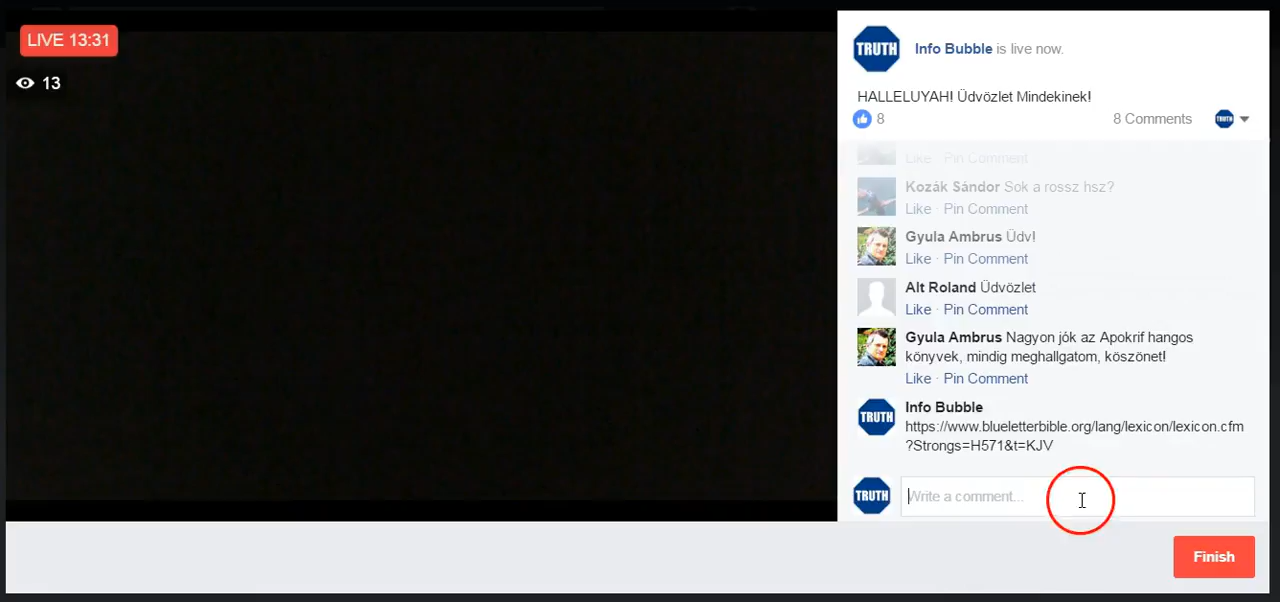 LIVE 13:31
13
TRUTH
Info Bubble is live now.
HALLELUYAH! Üdvözlet Mindekinek!
8
8 Comments
TRUTH
Like · Pin Comment
Kozák Sándor Sok a rossz hsz?
Like · Pin Comment
Gyula Ambrus Üdv!
Like · Pin Comment
Alt Roland Üdvözlet
Like · Pin Comment
Gyula Ambrus Nagyon jók az Apokrif hangos
könyvek, mindig meghallgatom, köszönet!
Like · Pin Comment
TRUTH
Info Bubble
https://www.blueletterbible.org/lang/lexicon/lexicon.cfm
?Strongs=H571&t=KJV
TRUTH
Write a comment...
Finish